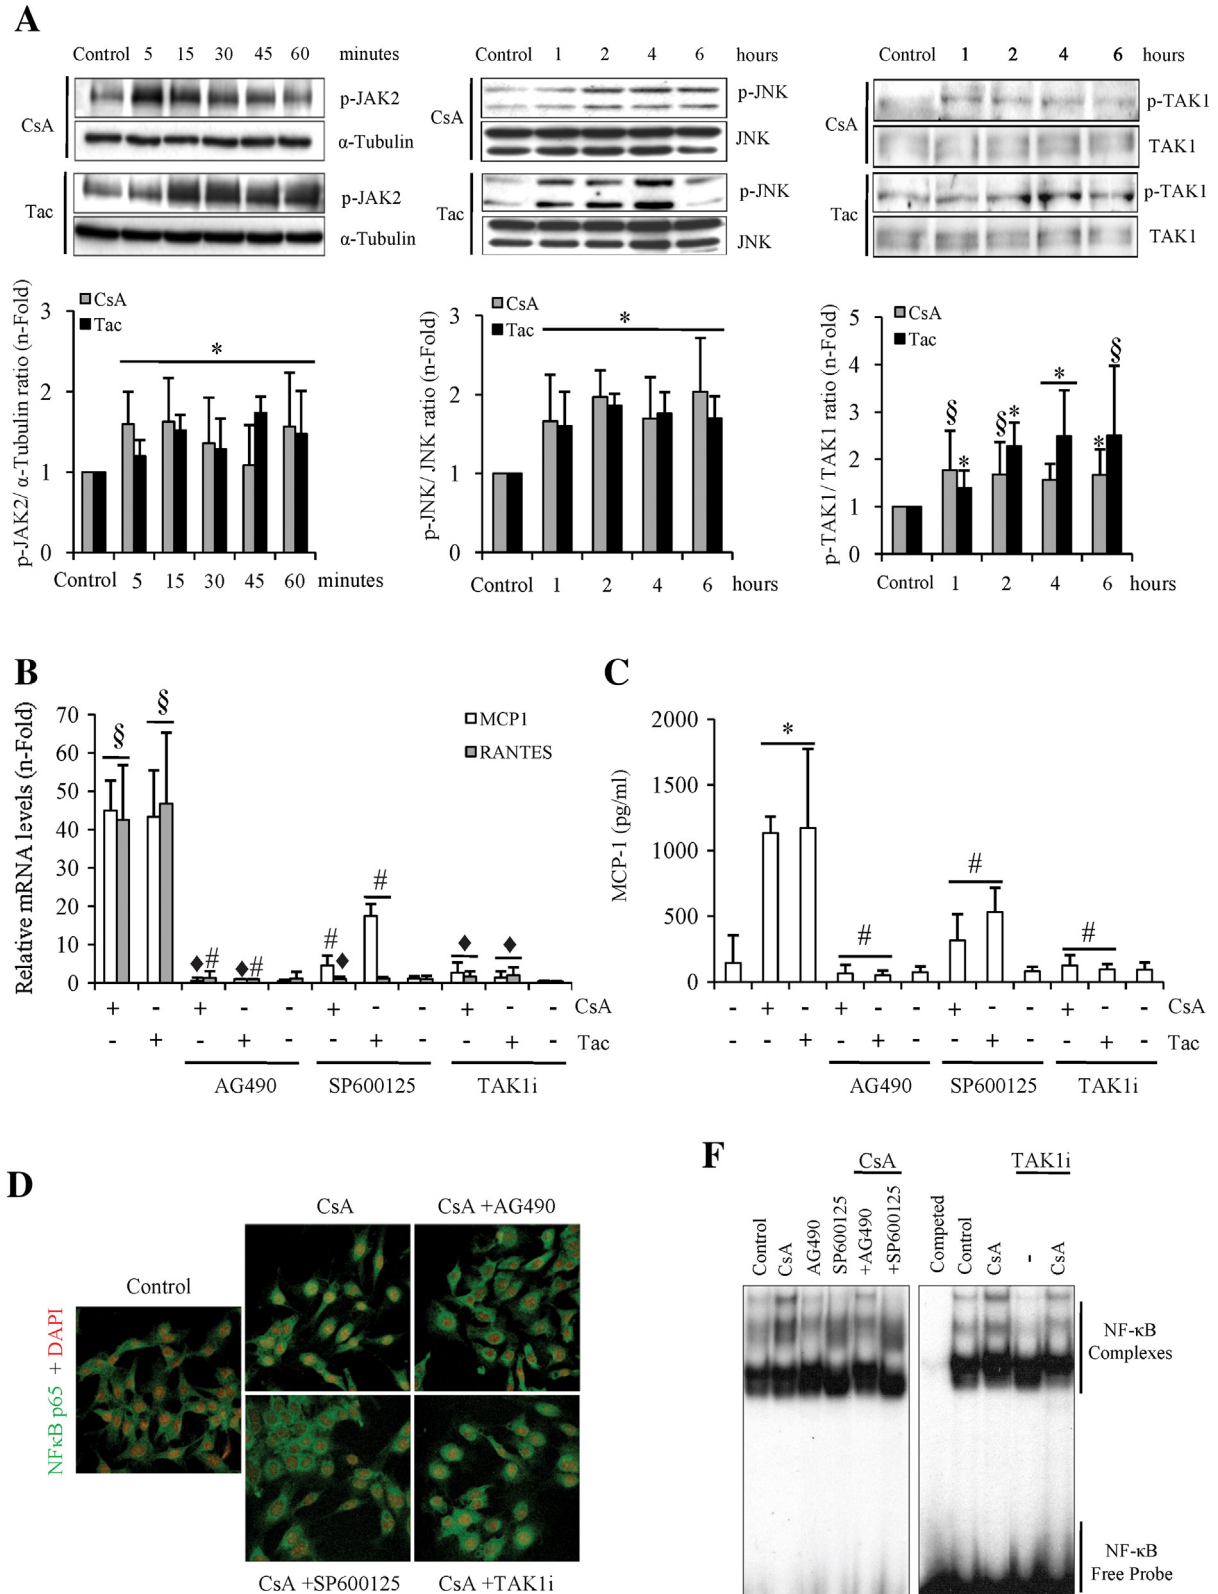 A
Control 5 15 30 45 60 minutes
CsA
p-JAK2
α-Tubulin
Tac
p-JAK2
α-Tubulin
Control 1 2 4 6 hours
CsA
p-JNK
JNK
Tac
p-JNK
JNK
Control 1 2 4 6 hours
CsA
p-TAK1
TAK1
Tac
p-TAK1
TAK1
p-JAK2/ α-Tubulin ratio (n-Fold)
3
2
1
0
CsA
Tac
*
Control 5 15 30 45 60 minutes
p-JNK/ JNK ratio (n-Fold)
3
2
1
0
CsA
Tac
*
Control 1 2 4 6 hours
p-TAK1/ TAK1 ratio (n-Fold)
5
4
3
2
1
0
CsA
Tac
§ * § * * * §
Control 1 2 4 6 hours
B
Relative mRNA levels (n-Fold)
70
60
50
40
30
20
10
0
MCP1
RANTES
§ §
♦ # ♦ # # ♦ # ♦ ♦
+ - + - - + - - + - - CsA
- + - + - - + - - + - Tac
AG490 SP600125 TAK1i
C
MCP-1 (pg/ml)
2000
1500
1000
500
0
*
# # #
- + - + - - + - - + - - CsA
- - + - + - - + - - + - Tac
AG490 SP600125 TAK1i
D
NFκB p65 + DAPI
Control
CsA
CsA +AG490
CsA +SP600125
CsA +TAK1i
F
CsA
Control
CsA
AG490
SP600125
+AG490
+SP600125
TAK1i
Competed
Control
CsA
-
CsA
NF-κB
Complexes
NF-κB
Free Probe